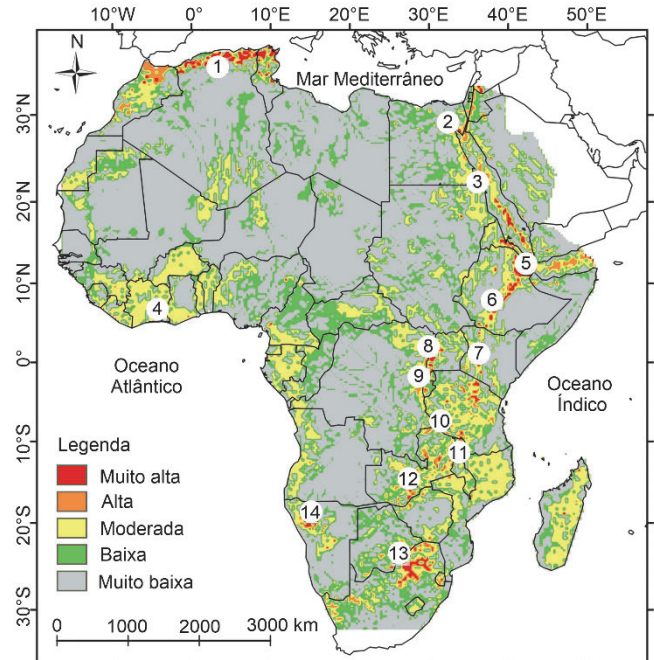 10°O 0° 10°E 20°E 30°E 40°E 50°E
N
Mar Mediterrâneo
30°N
20°N
10°N
0°
10°S
20°S
30°S
1
2
3
4
5
6
7
8
9
10
11
12
13
14
Oceano
Atlântico
Oceano
Índico
Legenda
Muito alta
Alta
Moderada
Baixa
Muito baixa
0 1000 2000 3000 km